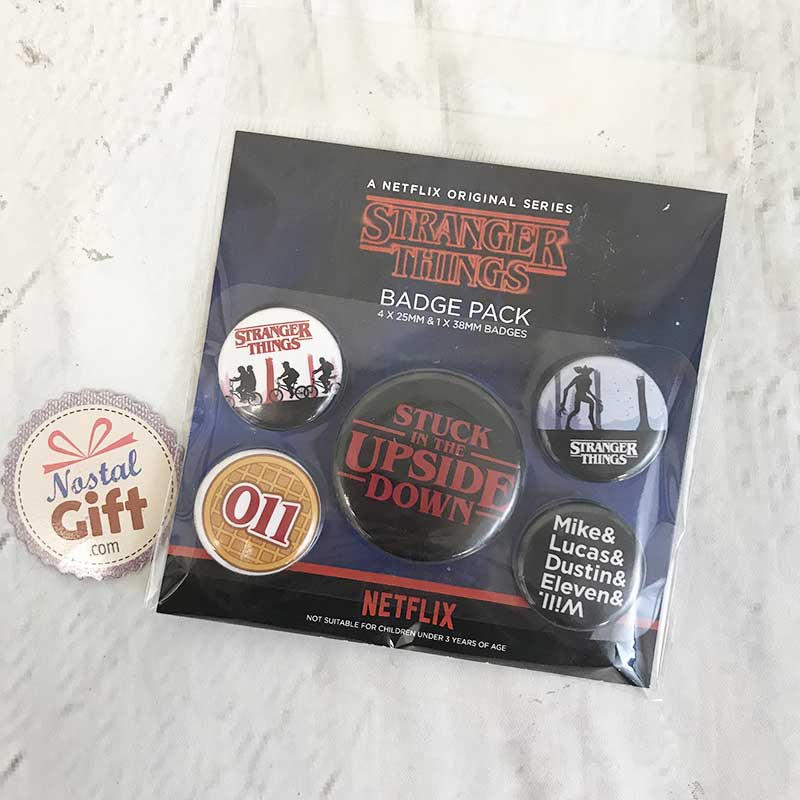 A NETFLIX ORIGINAL SERIES
STRANGER
THINGS
BADGE PACK
4 X 25MM & 1 X 38MM BADGES
STRANGER
THINGS
STUCK
IN THE
UPSIDE
DOWN
STRANGER
THINGS
011
Mike&
Lucas&
Dustin&
Eleven&
Will.
NETFLIX
NOT SUITABLE FOR CHILDREN UNDER 3 YEARS OF AGE
Nostal
Gift
.com